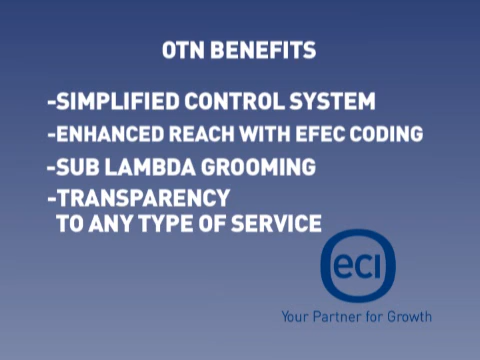 OTN BENEFITS
-SIMPLIFIED CONTROL SYSTEM
-ENHANCED REACH WITH EFEC CODING
-SUB LAMBDA GROOMING
-TRANSPARENCY
TO ANY TYPE OF SERVICE
eci
Your Partner for Growth